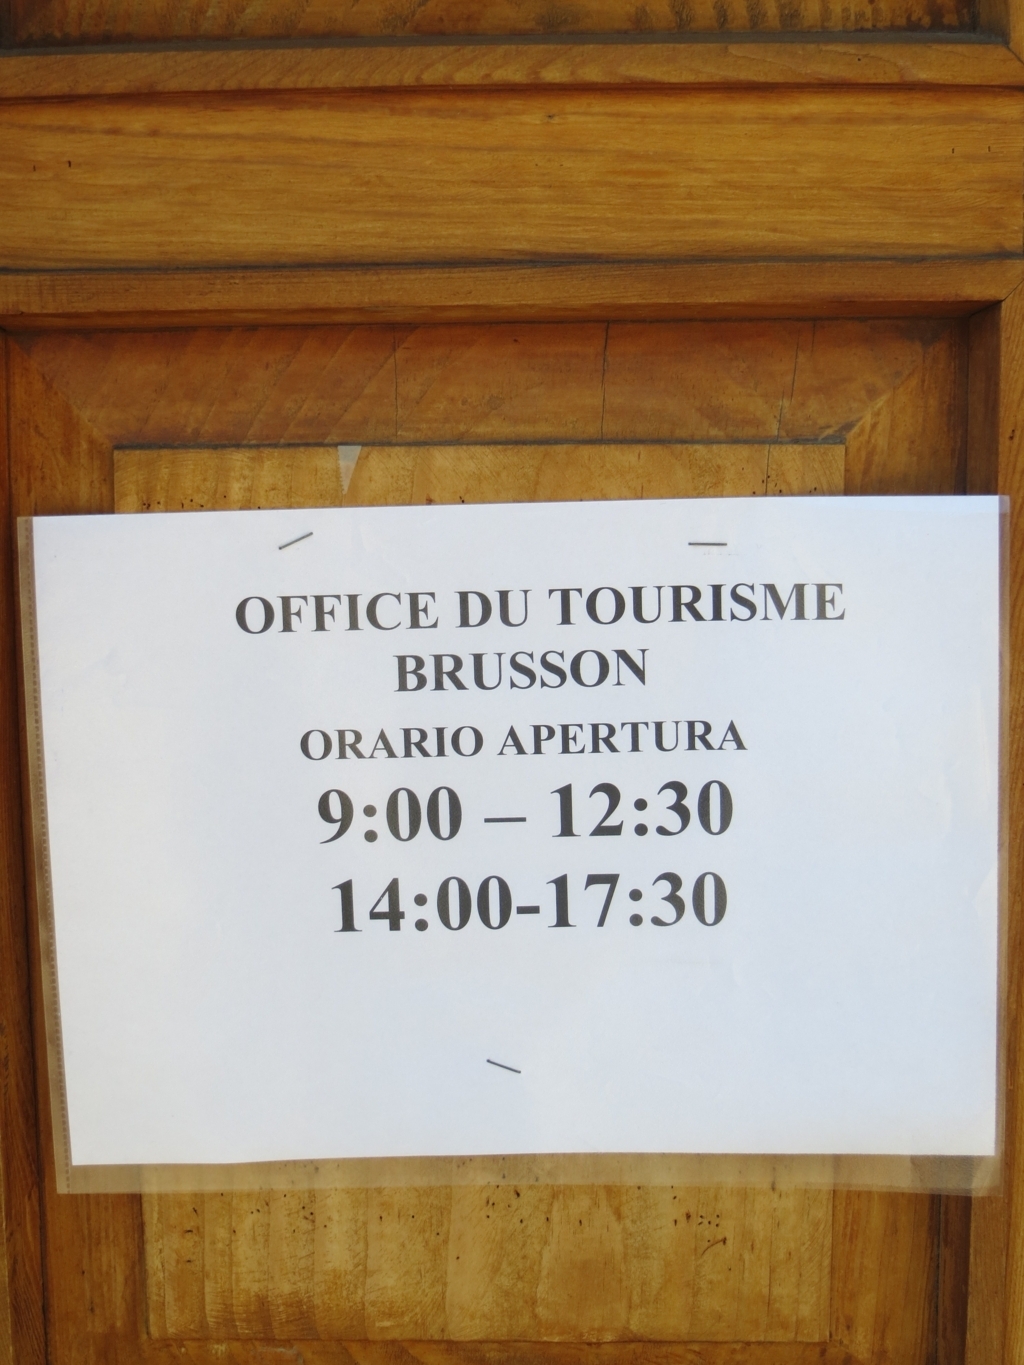 OFFICE DU TOURISME
BRUSSON
ORARIO APERTURA
9:00 – 12:30
14:00-17:30